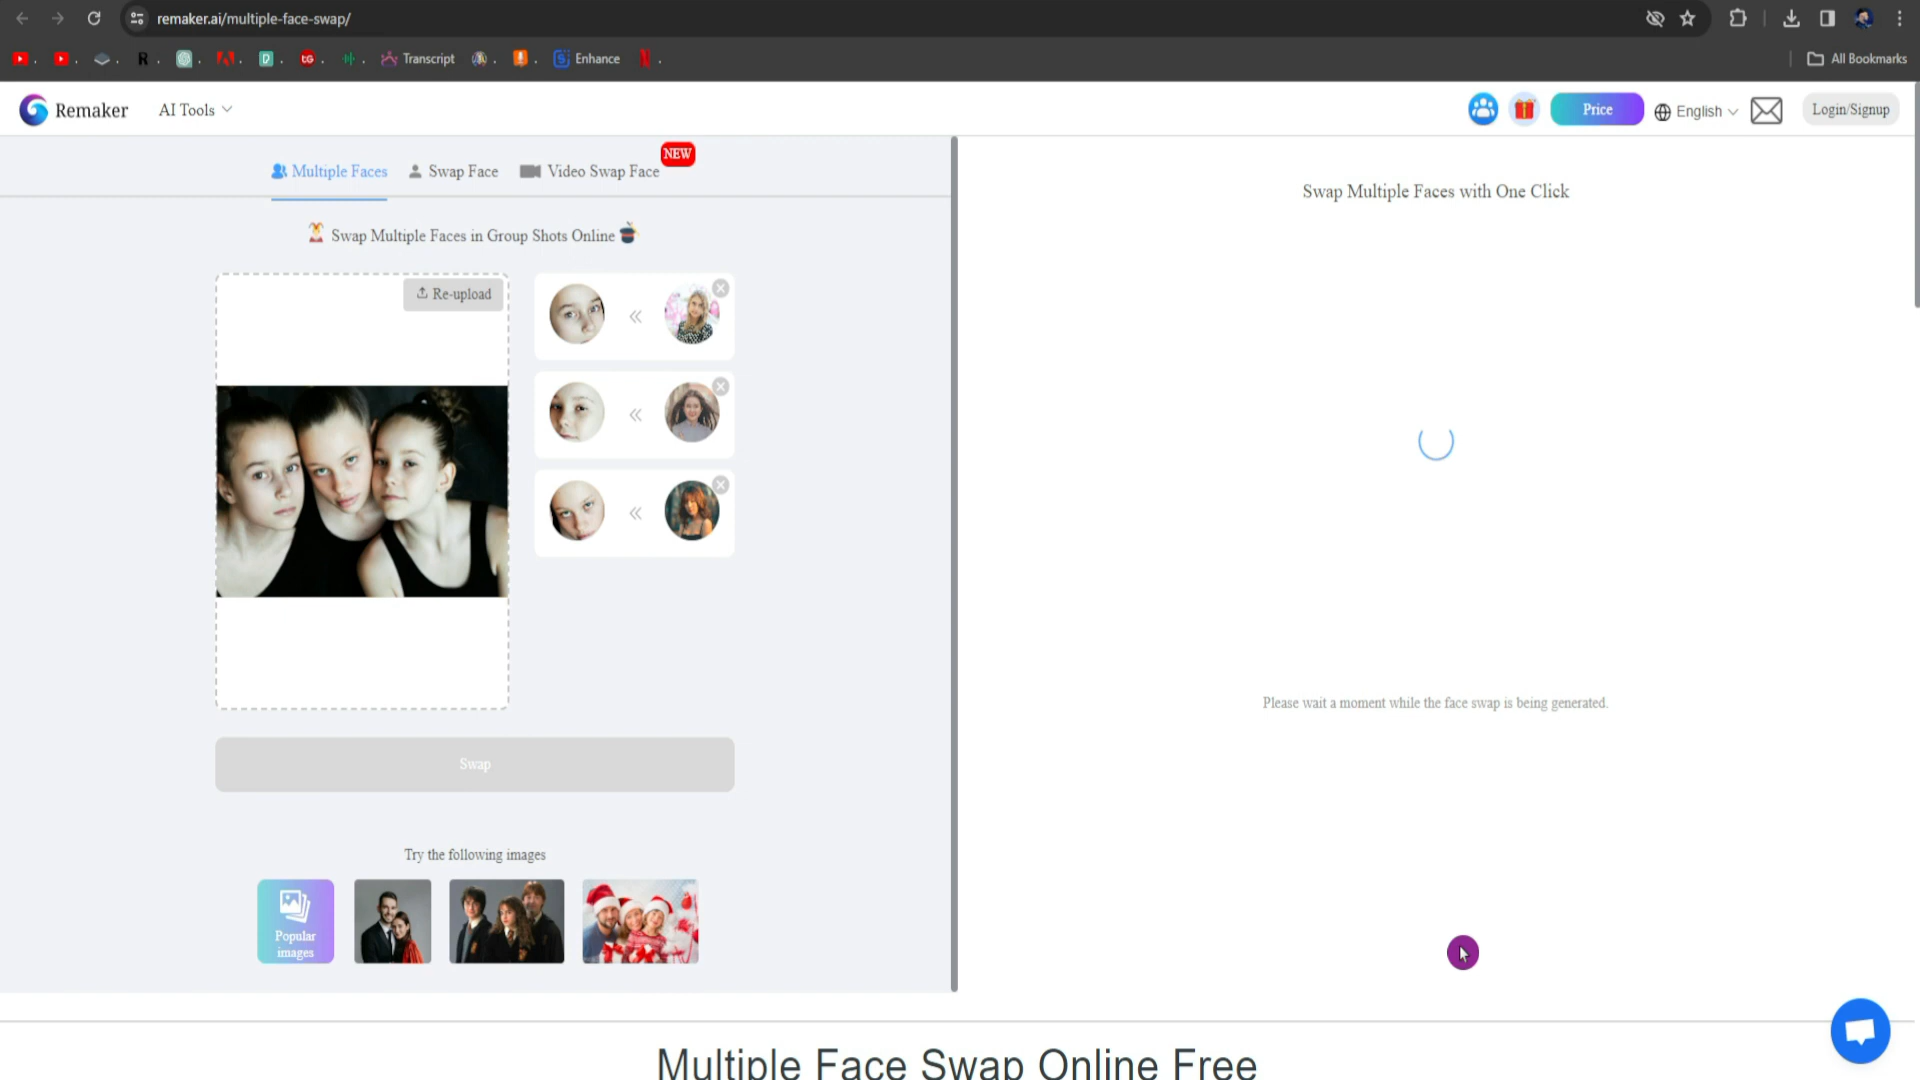 remaker.ai/multiple-face-swap/
Transcript
Enhance
All Bookmarks
Remaker
AI Tools
Price
English
Login/Signup
Multiple Faces
Swap Face
Video Swap Face
NEW
Swap Multiple Faces with One Click
Swap Multiple Faces in Group Shots Online
Re-upload
Please wait a moment while the face swap is being generated.
Swap
Try the following images
Popular
images
Multiple Face Swap Online Free